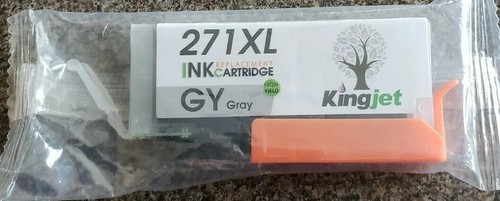 271XL
REPLACEMENT
INK CARTRIDGE
HIGH
YIELD
GY Gray
Kingjet